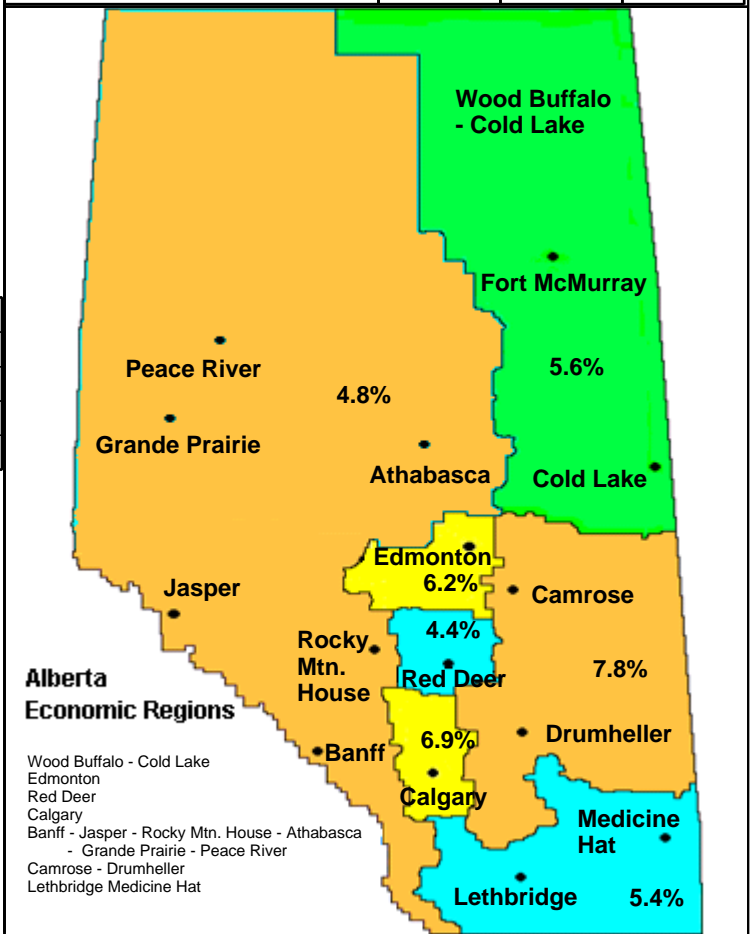 Wood Buffalo
- Cold Lake
Fort McMurray
5.6%
Peace River
4.8%
Grande Prairie
Athabasca
Cold Lake
Edmonton
6.2%
Jasper
Camrose
4.4%
Rocky
Mtn.
House
7.8%
Red Deer
Alberta
Economic Regions
6.9%
Drumheller
Banff
Calgary
Wood Buffalo - Cold Lake
Edmonton
Red Deer
Calgary
Banff - Jasper - Rocky Mtn. House - Athabasca
- Grande Prairie - Peace River
Camrose - Drumheller
Lethbridge Medicine Hat
Medicine
Hat
Lethbridge
5.4%